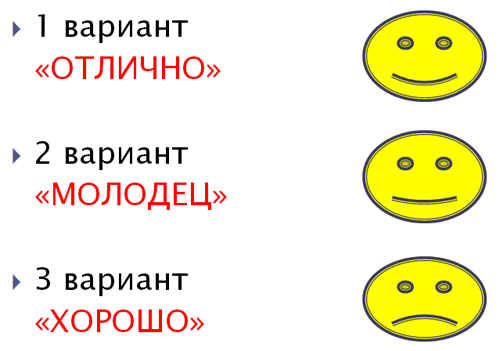 1 вариант
«ОТЛИЧНО»
2 вариант
«МОЛОДЕЦ»
3 вариант
«ХОРОШО»